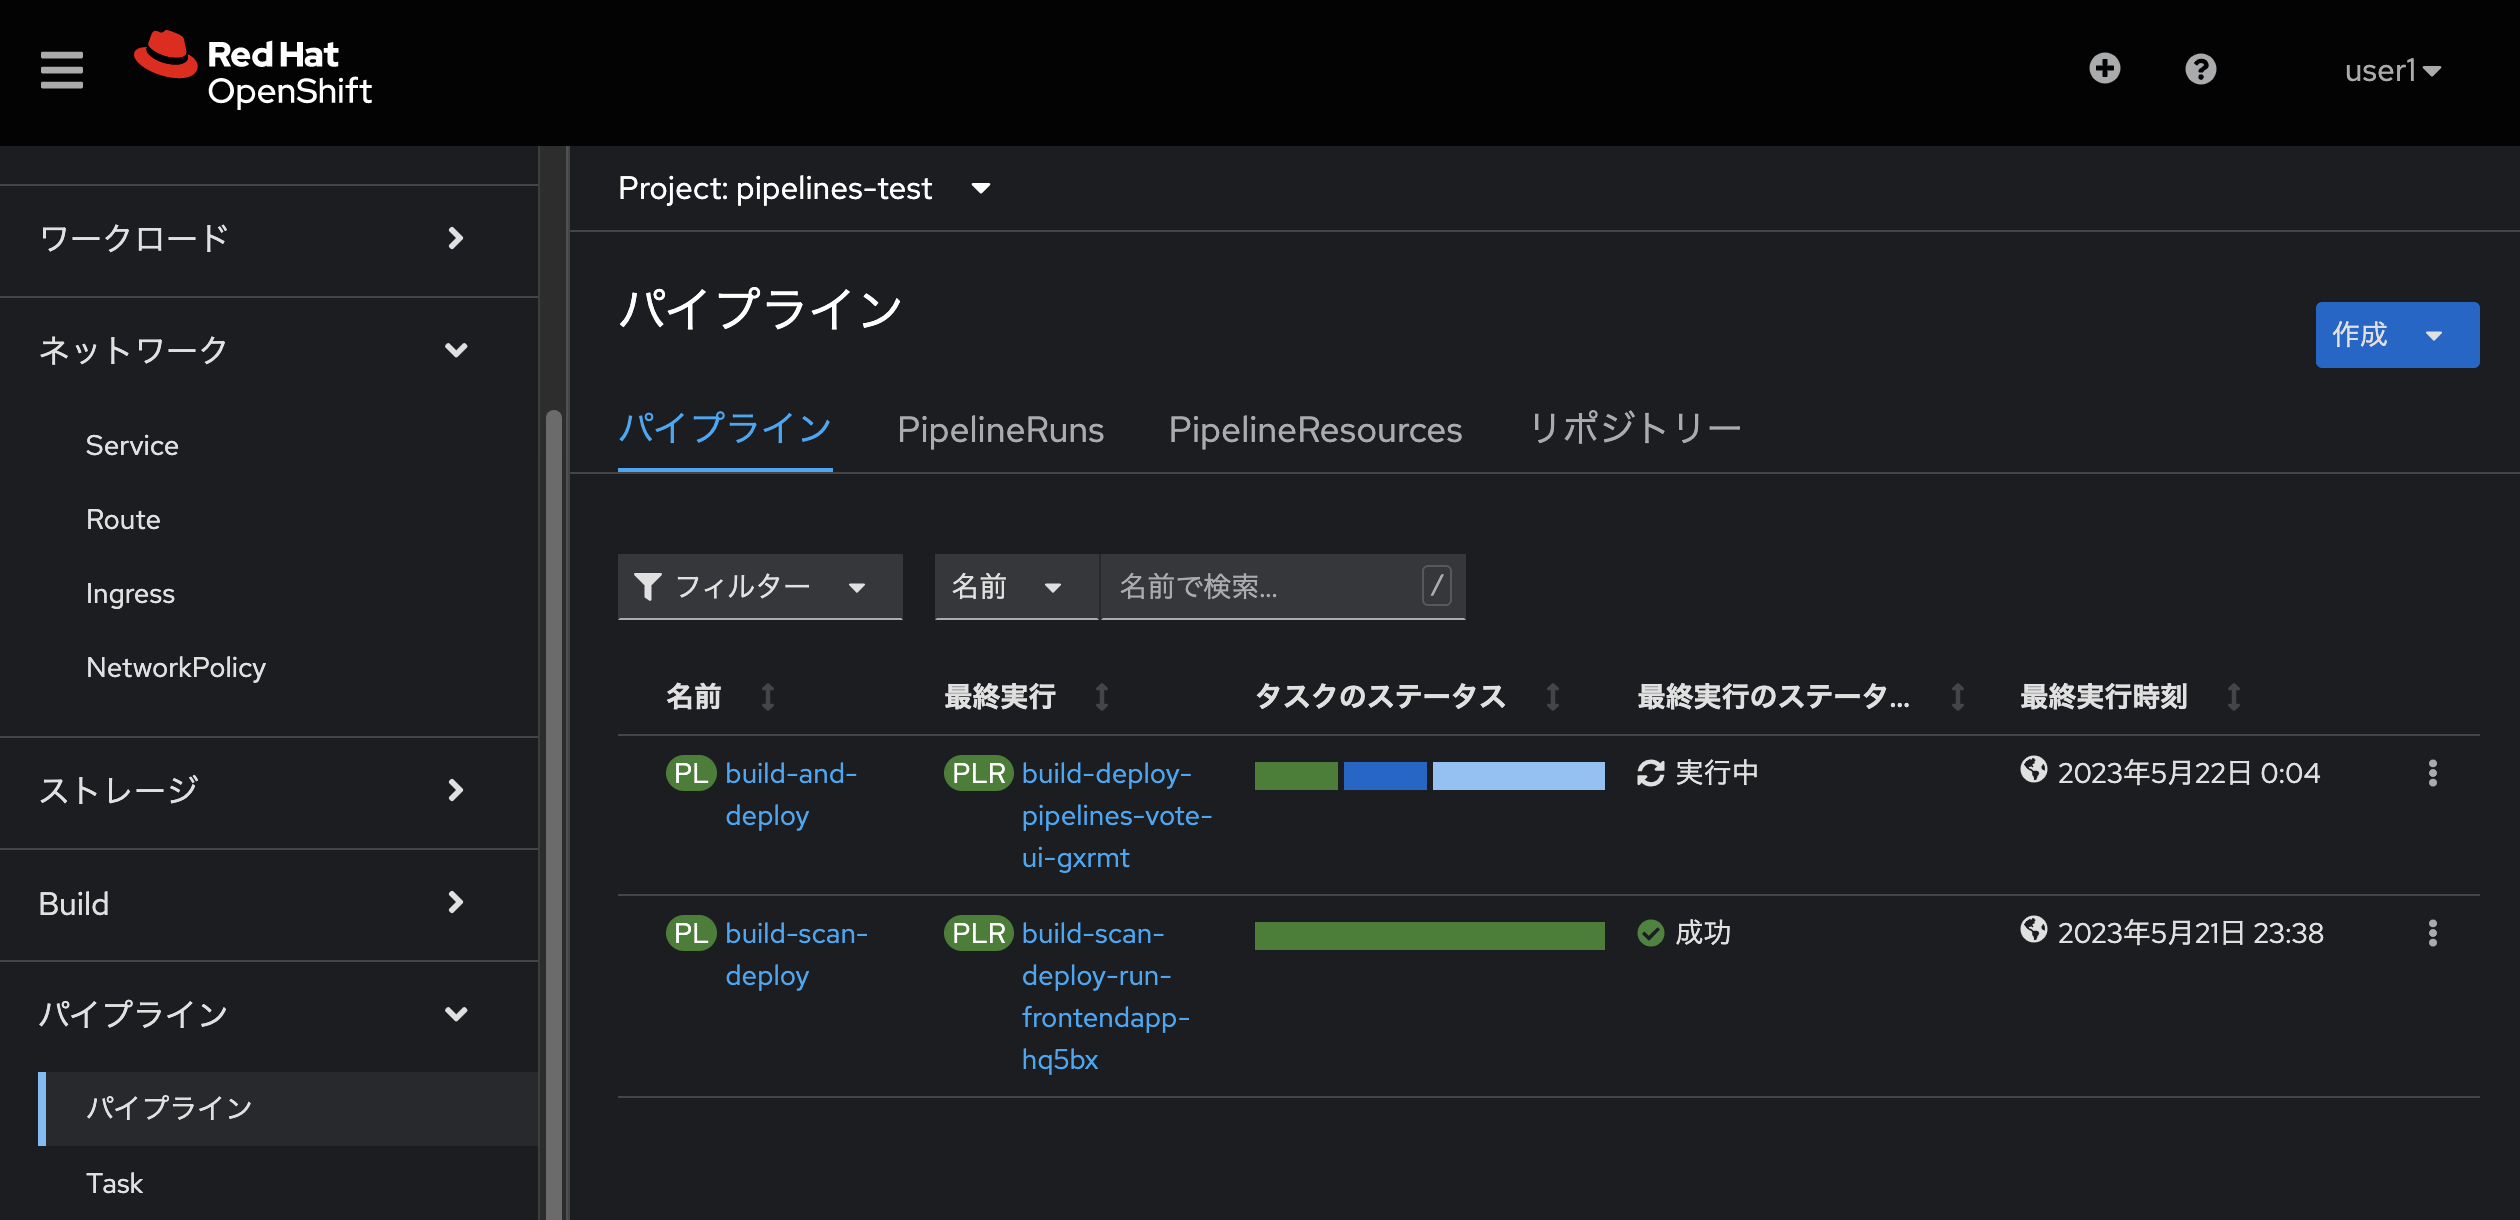 Red Hat
OpenShift
user1
ワークロード
ネットワーク
Service
Route
Ingress
NetworkPolicy
ストレージ
Build
パイプライン
パイプライン
Task
Project: pipelines-test
パイプライン
作成
パイプライン PipelineRuns PipelineResources リポジトリー
フィルター 名前 名前で検索... /
名前 最終実行 タスクのステータス 最終実行のステータ... 最終実行時刻
PL build-and-
deploy
PLR build-deploy-
pipelines-vote-
ui-gxrmt
実行中
2023年5月22日 0:04
PL build-scan-
deploy
PLR build-scan-
deploy-run-
frontendapp-
hq5bx
成功
2023年5月21日 23:38